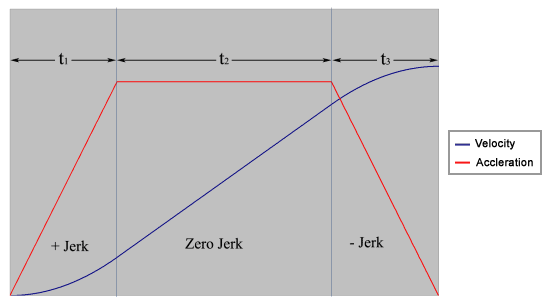 t1 t2 t3
Velocity
Accleration
+ Jerk Zero Jerk - Jerk